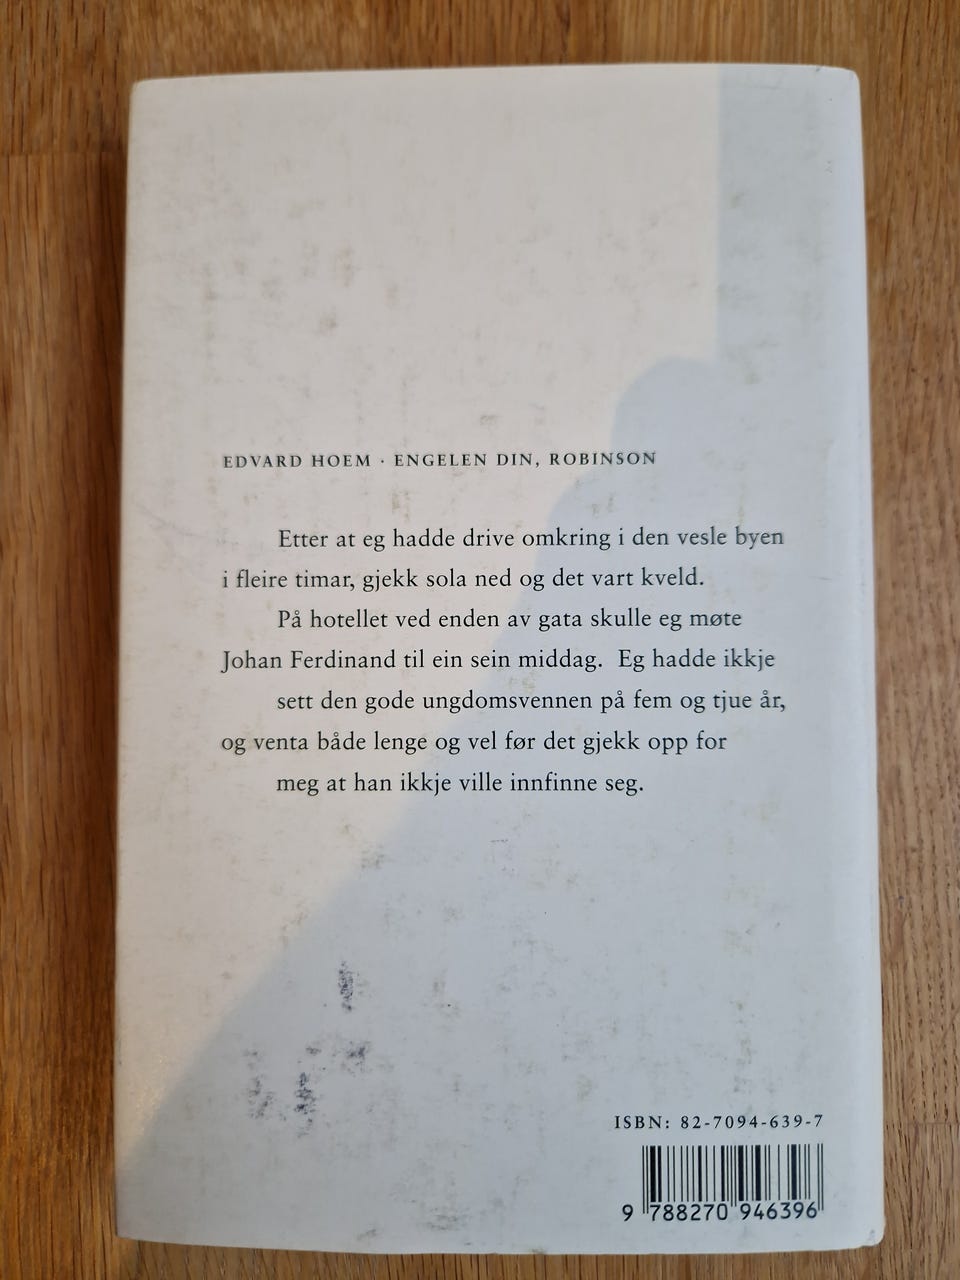 EDVARD HOEM · ENGELEN DIN, ROBINSON
Etter at eg hadde drive omkring i den vesle byen
i fleire timar, gjekk sola ned og det vart kveld.
På hotellet ved enden av gata skulle eg møte
Johan Ferdinand til ein sein middag. Eg hadde ikkje
sett den gode ungdomsvennen på fem og tjue år,
og venta både lenge og vel før det gjekk opp for
meg at han ikkje ville innfinne seg.
ISBN: 82-7094-639-7
9 788270 946396